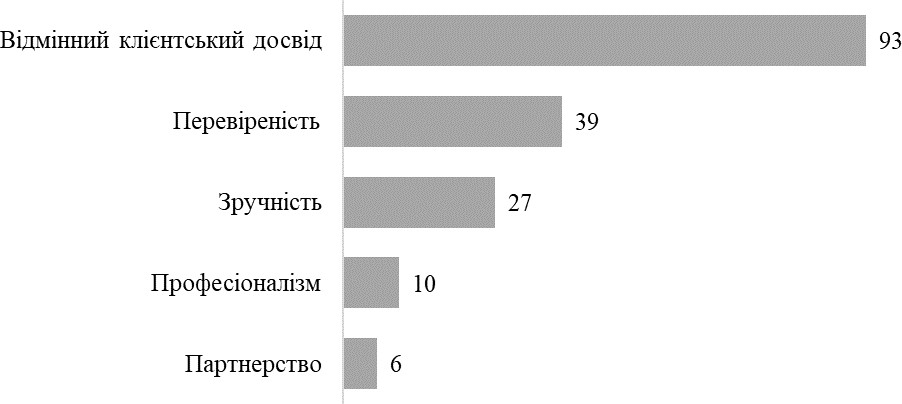 Відмінний клієнтський досвід 93
Перевіреність 39
Зручність 27
Професіоналізм 10
Партнерство 6